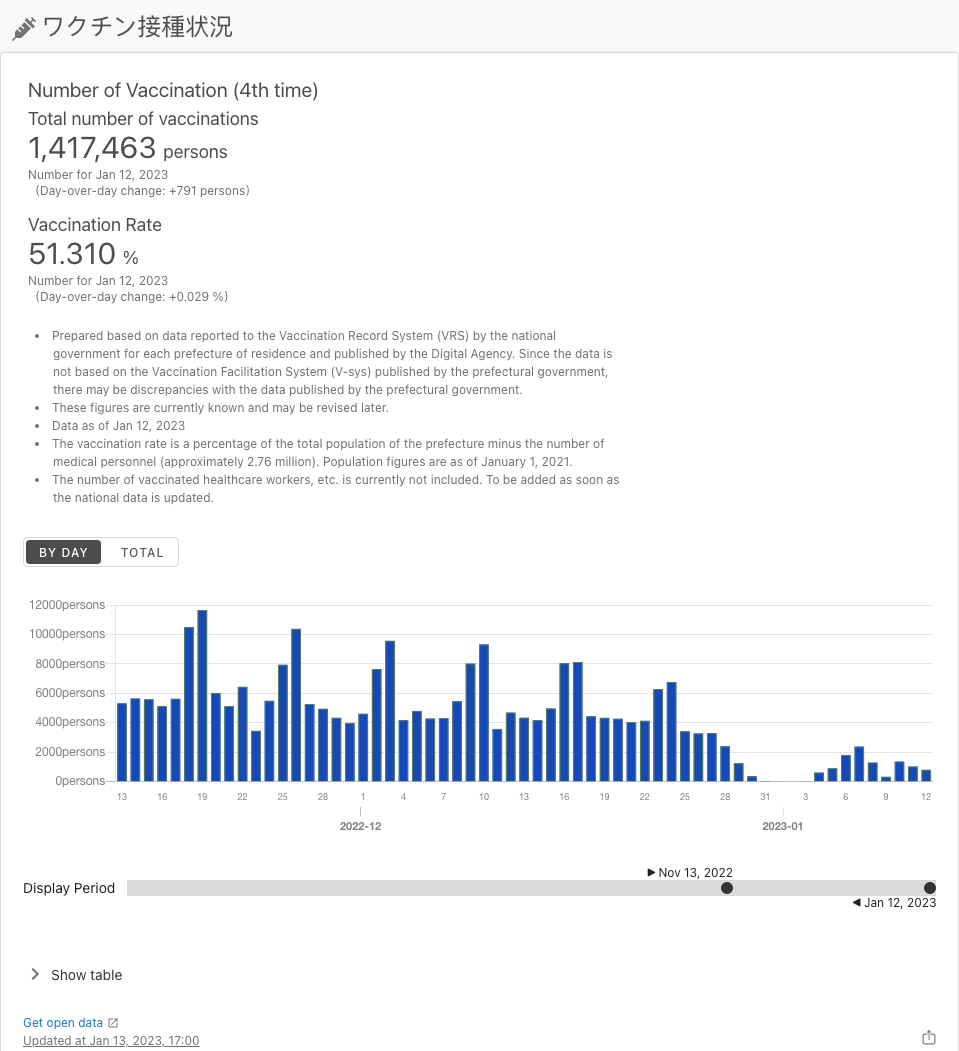 ワクチン接種状況
Number of Vaccination (4th time)
Total number of vaccinations
1,417,463 persons
Number for Jan 12, 2023
(Day-over-day change: +791 persons)
Vaccination Rate
51.310 %
Number for Jan 12, 2023
(Day-over-day change: +0.029 %)
• Prepared based on data reported to the Vaccination Record System (VRS) by the national
government for each prefecture of residence and published by the Digital Agency. Since the data is
not based on the Vaccination Facilitation System (V-sys) published by the prefectural government,
there may be discrepancies with the data published by the prefectural government.
• These figures are currently known and may be revised later.
• Data as of Jan 12, 2023
• The vaccination rate is a percentage of the total population of the prefecture minus the number of
medical personnel (approximately 2.76 million). Population figures are as of January 1, 2021.
• The number of vaccinated healthcare workers, etc. is currently not included. To be added as soon as
the national data is updated.
BY DAY TOTAL
12000persons
10000persons
8000persons
6000persons
4000persons
2000persons
0persons
13 16 19 22 25 28 1 4 7 10 13 16 19 22 25 28 31 3 6 9 12
2022-12 2023-01
▶ Nov 13, 2022
Display Period
◀ Jan 12, 2023
Show table
Get open data
Updated at Jan 13, 2023, 17:00